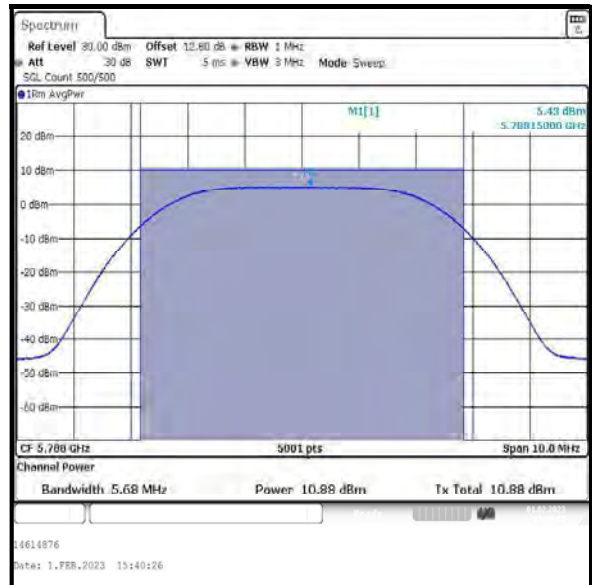 Spectrum
Ref Level 30.00 dBm Offset 12.60 dB RBW 1 MHz
Att 30 dB SWT 5 ms VBW 3 MHz Mode Sweep
SGL Count 500/500
1Rm AvgPwr
M1[1] 5.43 dBm
5.78815000 GHz
20 dBm
10 dBm
0 dBm
-10 dBm
-20 dBm
-30 dBm
-40 dBm
-50 dBm
-60 dBm
CF 5.788 GHz 5001 pts Span 10.0 MHz
Channel Power
Bandwidth 5.68 MHz Power 10.88 dBm Tx Total 10.88 dBm
14614876
Date: 1.FEB.2023 15:40:26